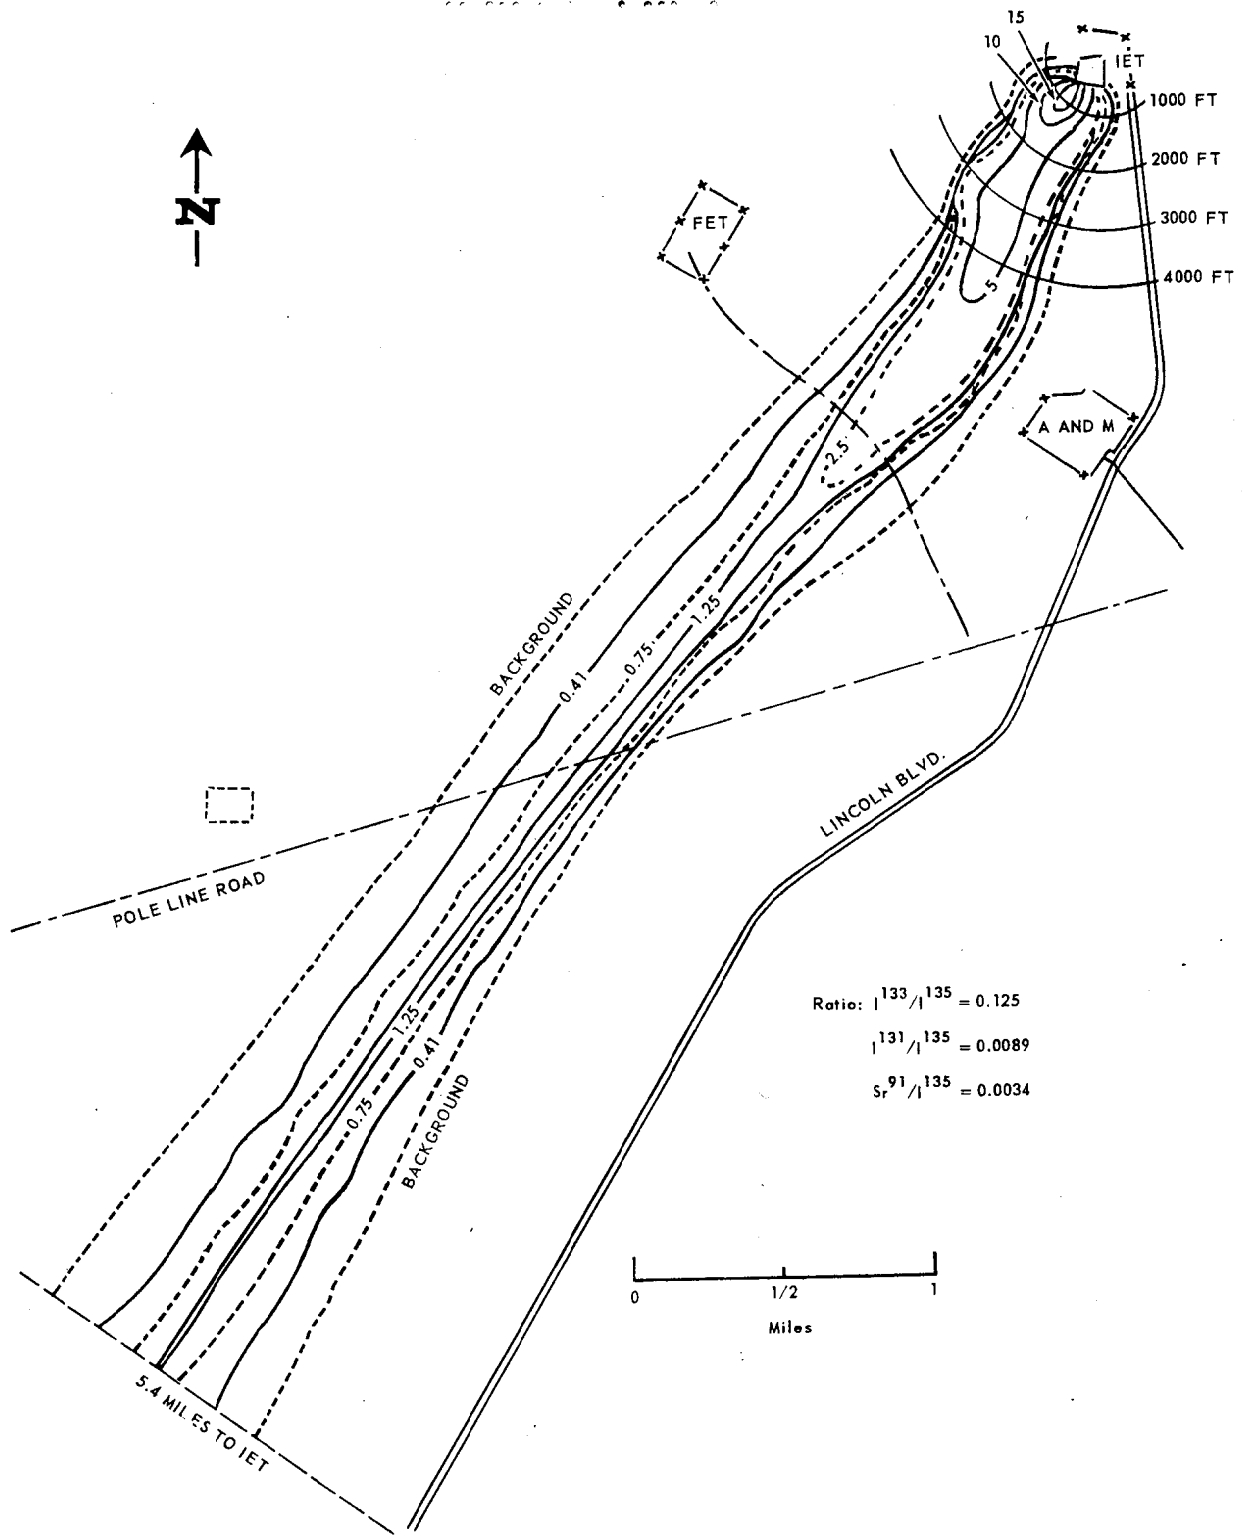 15
10
IET
1000 FT
2000 FT
3000 FT
4000 FT
N
FET
5
A AND M
2.5
1.25
0.75
BACKGROUND
0.41
LINCOLN BLVD.
POLE LINE ROAD
Ratio: I133/I135 = 0.125
I131/I135 = 0.0089
Sr91/I135 = 0.0034
1.25
0.41
0.75
BACKGROUND
0 1/2 1
Miles
5.4 MILES TO IET